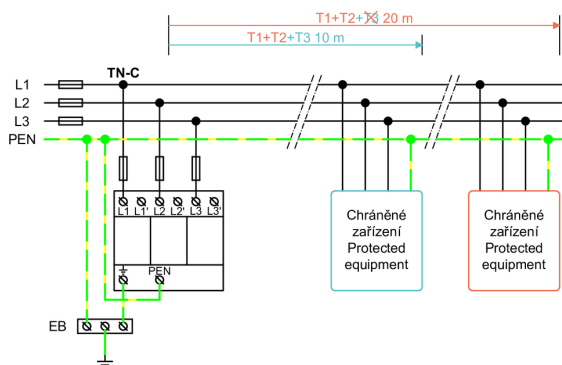 T1+T2+T3 20 m
T1+T2+T3 10 m
TN-C
L1
L2
L3
PEN
L1 L1' L2 L2' L3 L3'
PEN
Chráněné
zařízení
Protected
equipment
Chráněné
zařízení
Protected
equipment
EB